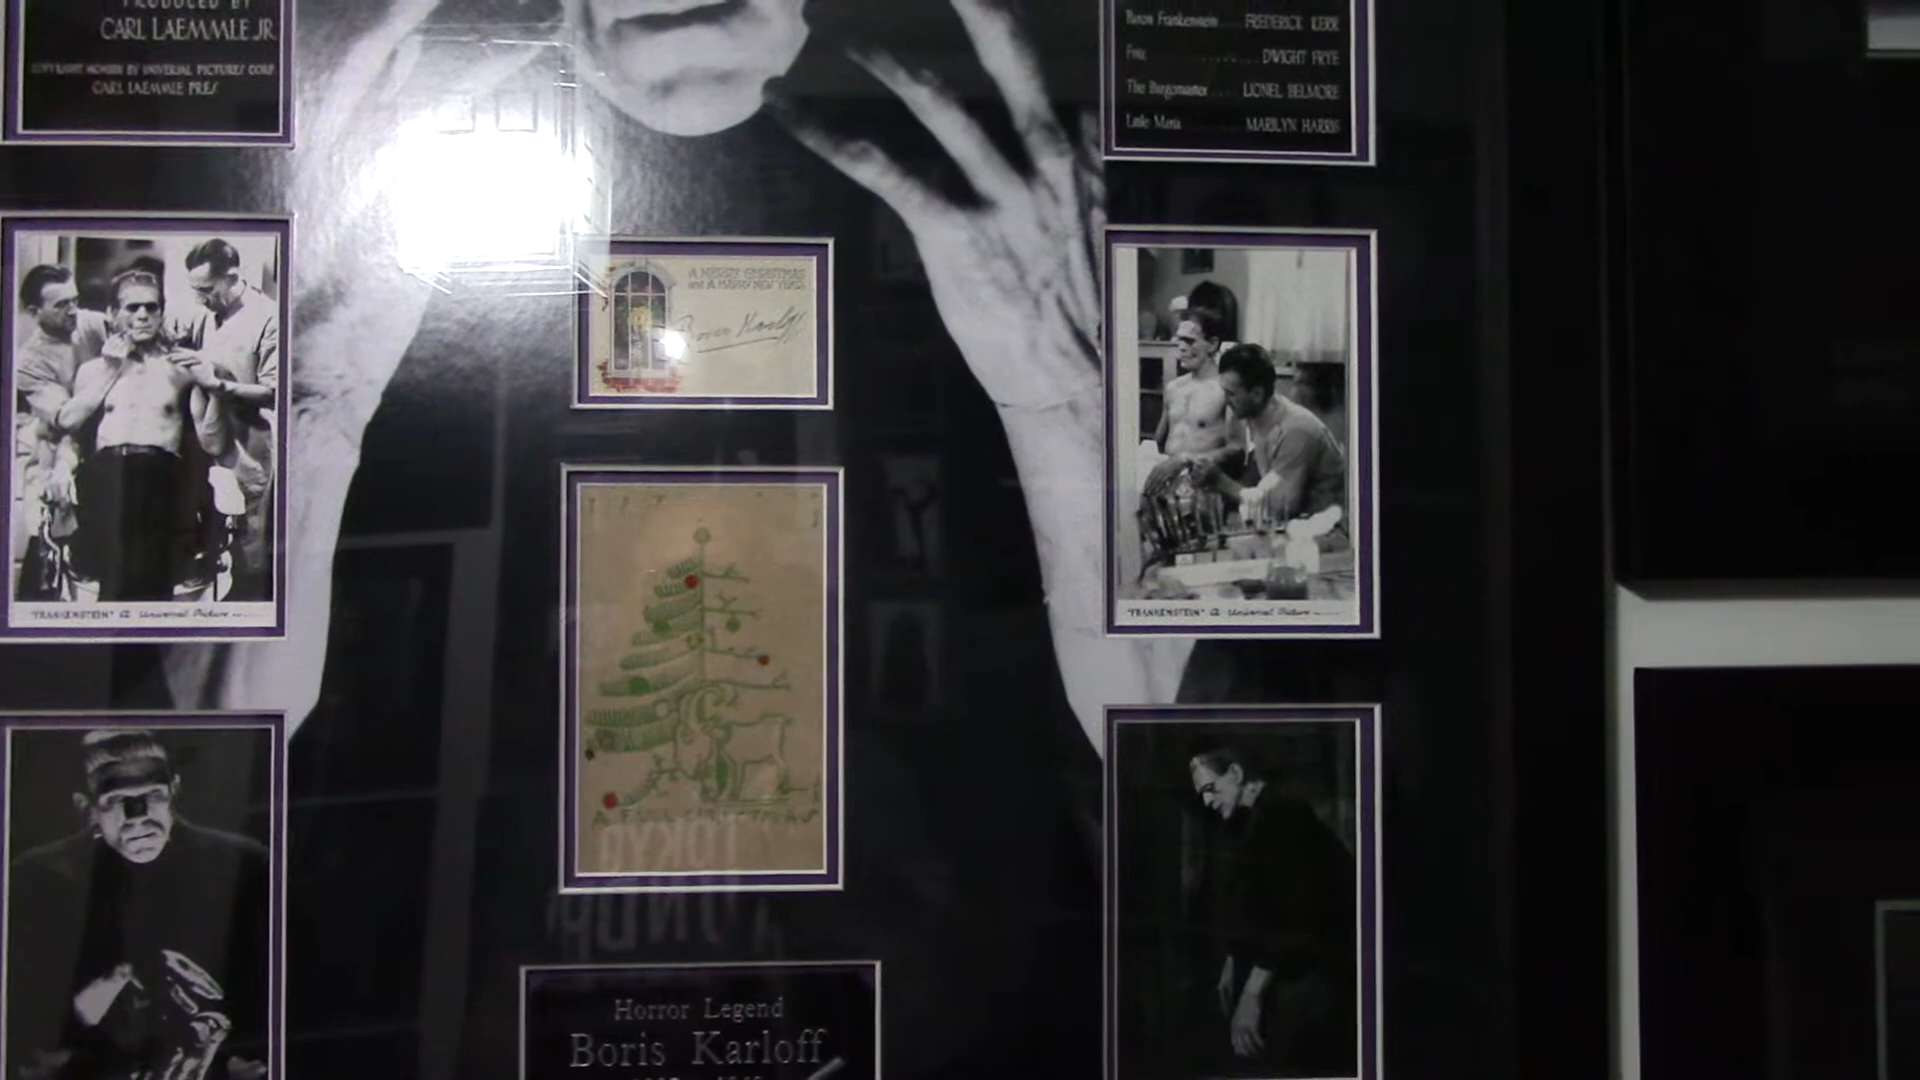 PRODUCED BY
CARL LAEMMLE JR.
COPYRIGHT MCMXXXI BY UNIVERSAL PICTURES CORP.
CARL LAEMMLE PRES.
Baron Frankenstein .... FREDERICK KERR
Fritz ........ DWIGHT FRYE
The Burgomaster .... LIONEL BELMORE
Little Maria ........ MARILYN HARRIS
A MERRY CHRISTMAS
and A HAPPY NEW YEAR
Boris Karloff
"FRANKENSTEIN" A Universal Picture
"FRANKENSTEIN" A Universal Picture
TOKYO
Horror Legend
Boris Karloff